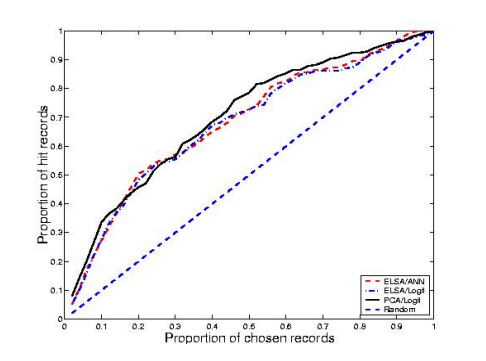 1
0.9
0.8
0.7
0.6
0.5
0.4
0.3
0.2
0.1
0
Proportion of hit records
0 0.1 0.2 0.3 0.4 0.5 0.6 0.7 0.8 0.9 1
Proportion of chosen records
ELSA/ANN
ELSA/Logit
PCA/Logit
Random